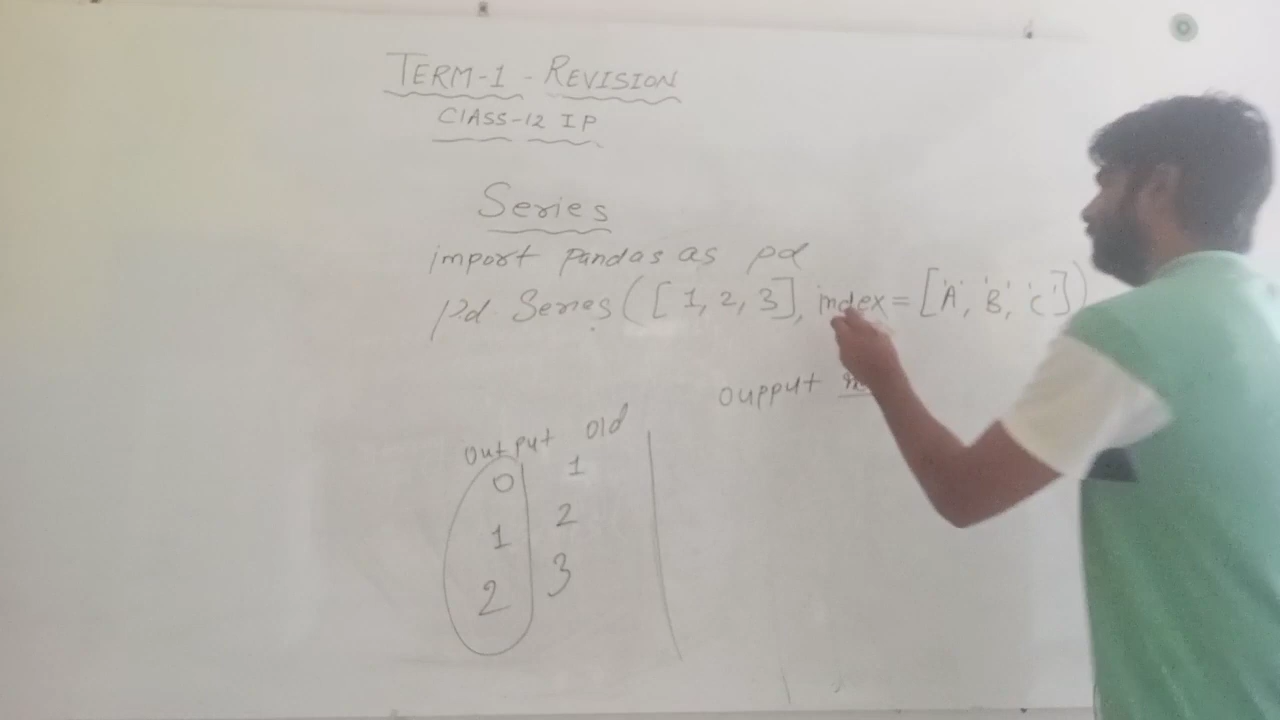 TERM-1 - REVISION
CLASS-12 IP
Series
import Pandas as pd
Pd. Series ( [ 1, 2, 3 ], index = [ 'A', 'B', 'C' ] )
ouppyt
output old
0 1
1 2
2 3